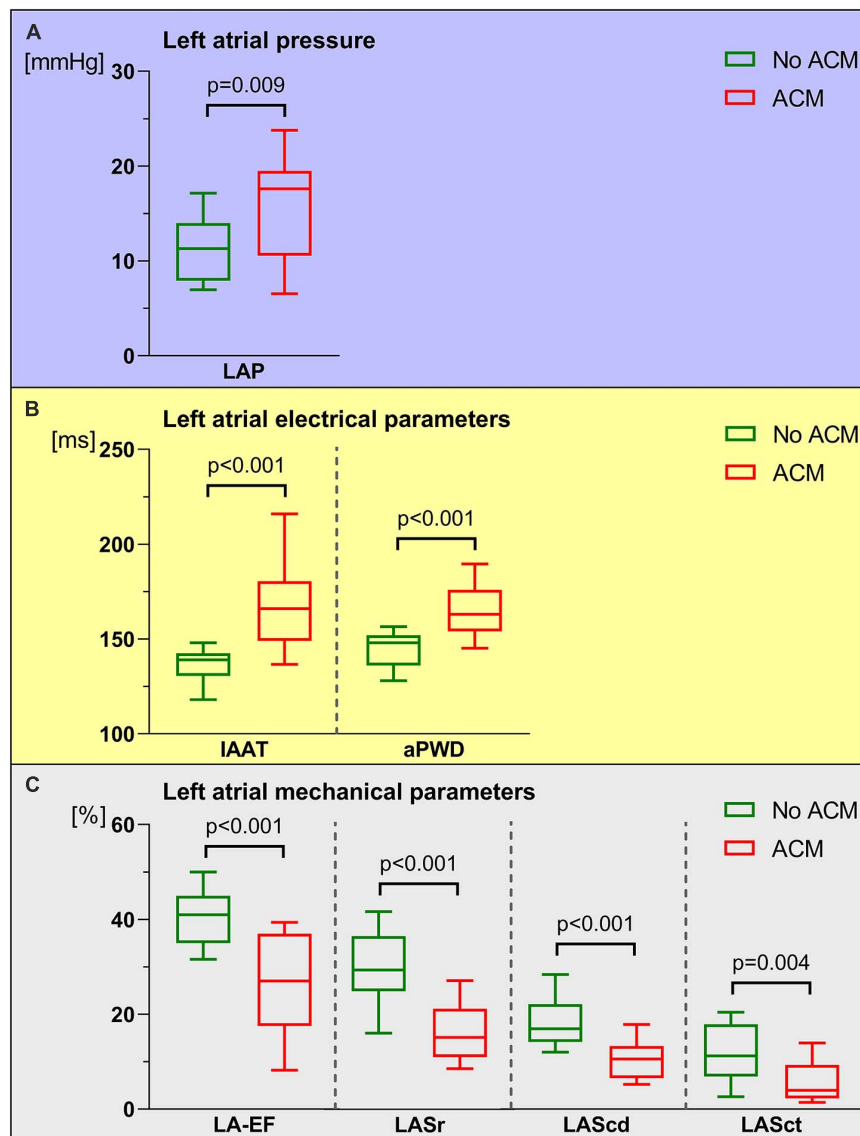 A
Left atrial pressure
[mmHg]
30
20
10
0
p=0.009
No ACM
ACM
LAP
B
Left atrial electrical parameters
[ms]
250
200
150
100
p<0.001
p<0.001
No ACM
ACM
IAAT aPWD
C
Left atrial mechanical parameters
[%]
60
40
20
0
p<0.001
p<0.001
p<0.001
p=0.004
No ACM
ACM
LA-EF LASr LAScd LASct